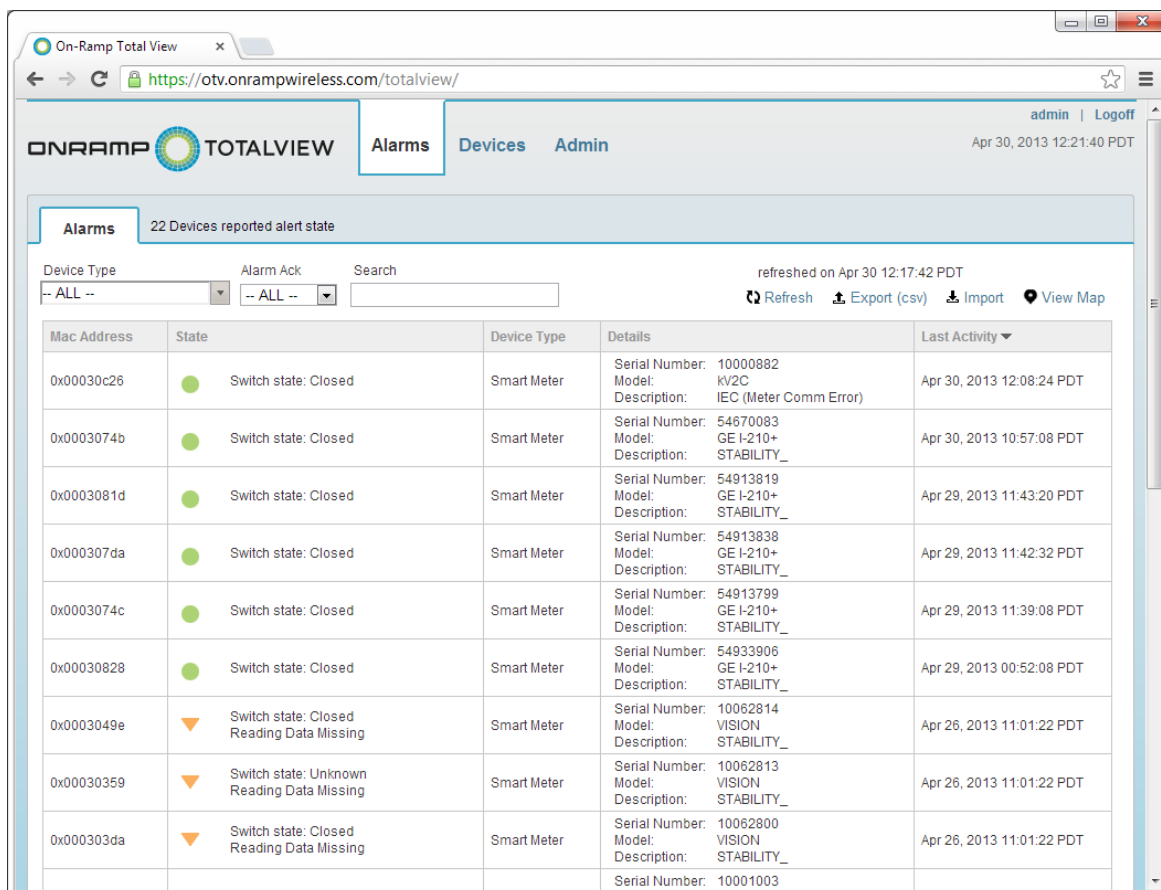 On-Ramp Total View
https://otv.onrampwireless.com/totalview/
admin | Logoff
ONRAMP TOTALVIEW Alarms Devices Admin
Apr 30, 2013 12:21:40 PDT
Alarms 22 Devices reported alert state
Device Type Alarm Ack Search
refreshed on Apr 30 12:17:42 PDT
-- ALL -- -- ALL --
Refresh Export (csv) Import View Map
Mac Address State Device Type Details Last Activity
0x00030c26 Switch state: Closed Smart Meter Serial Number: 10000882 Apr 30, 2013 12:08:24 PDT
Model: kV2C
Description: IEC (Meter Comm Error)
0x0003074b Switch state: Closed Smart Meter Serial Number: 54670083 Apr 30, 2013 10:57:08 PDT
Model: GE I-210+
Description: STABILITY_
0x0003081d Switch state: Closed Smart Meter Serial Number: 54913819 Apr 29, 2013 11:43:20 PDT
Model: GE I-210+
Description: STABILITY_
0x000307da Switch state: Closed Smart Meter Serial Number: 54913838 Apr 29, 2013 11:42:32 PDT
Model: GE I-210+
Description: STABILITY_
0x0003074c Switch state: Closed Smart Meter Serial Number: 54913799 Apr 29, 2013 11:39:08 PDT
Model: GE I-210+
Description: STABILITY_
0x00030828 Switch state: Closed Smart Meter Serial Number: 54933906 Apr 29, 2013 00:52:08 PDT
Model: GE I-210+
Description: STABILITY_
0x0003049e Switch state: Closed Smart Meter Serial Number: 10062814 Apr 26, 2013 11:01:22 PDT
Reading Data Missing Model: VISION
Description: STABILITY_
0x00030359 Switch state: Unknown Smart Meter Serial Number: 10062813 Apr 26, 2013 11:01:22 PDT
Reading Data Missing Model: VISION
Description: STABILITY_
0x000303da Switch state: Closed Smart Meter Serial Number: 10062800 Apr 26, 2013 11:01:22 PDT
Reading Data Missing Model: VISION
Description: STABILITY_
Serial Number: 10001003